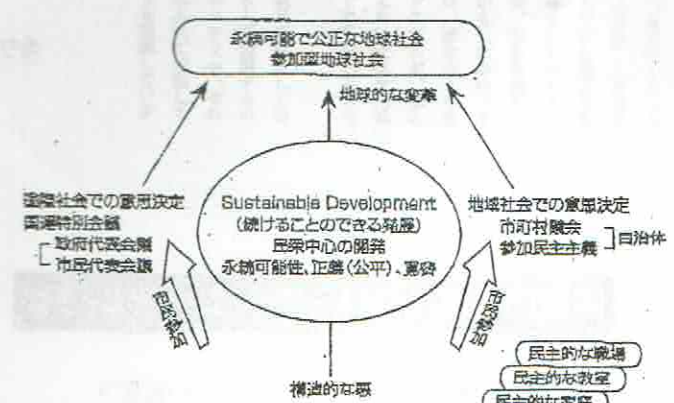 永続可能で公正な地球社会
参加型地球社会
地球的な変革
国際社会での意思決定
国連特別会議
政府代表会議
市民代表会議
Sustainable Development
(続けることのできる発展)
民衆中心の開発
永続可能性、正義(公平)、寛容
地域社会での意思決定
市町村議会
参加民主主義
自治体
市民参加
市民参加
構造的な
民主的な職場
民主的な教室
民主的な家庭